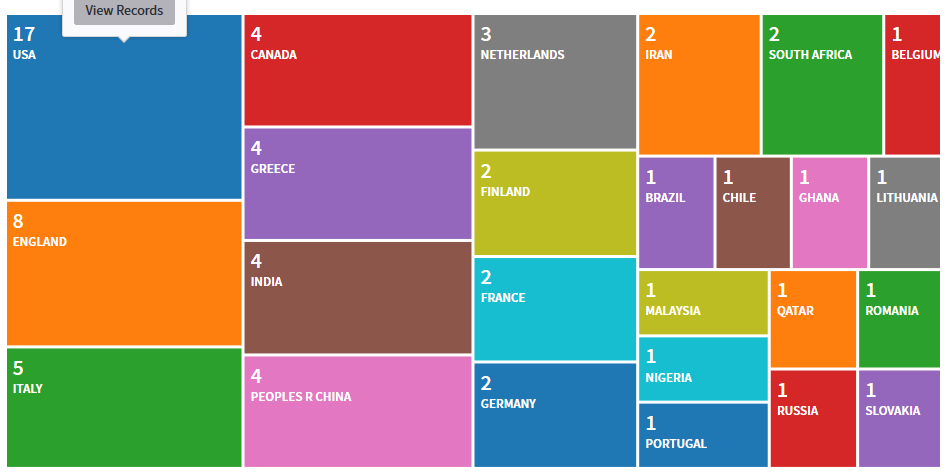 View Records
17
USA
8
ENGLAND
5
ITALY
4
CANADA
4
GREECE
4
INDIA
4
PEOPLES R CHINA
3
NETHERLANDS
2
FINLAND
2
FRANCE
2
GERMANY
2
IRAN
2
SOUTH AFRICA
1
BELGIUM
1
BRAZIL
1
CHILE
1
GHANA
1
LITHUANIA
1
MALAYSIA
1
NIGERIA
1
PORTUGAL
1
QATAR
1
ROMANIA
1
RUSSIA
1
SLOVAKIA